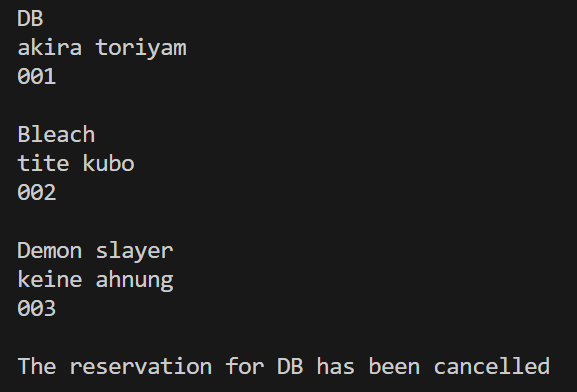 DB
akira toriyam
001
Bleach
tite kubo
002
Demon slayer
keine ahnung
003
The reservation for DB has been cancelled